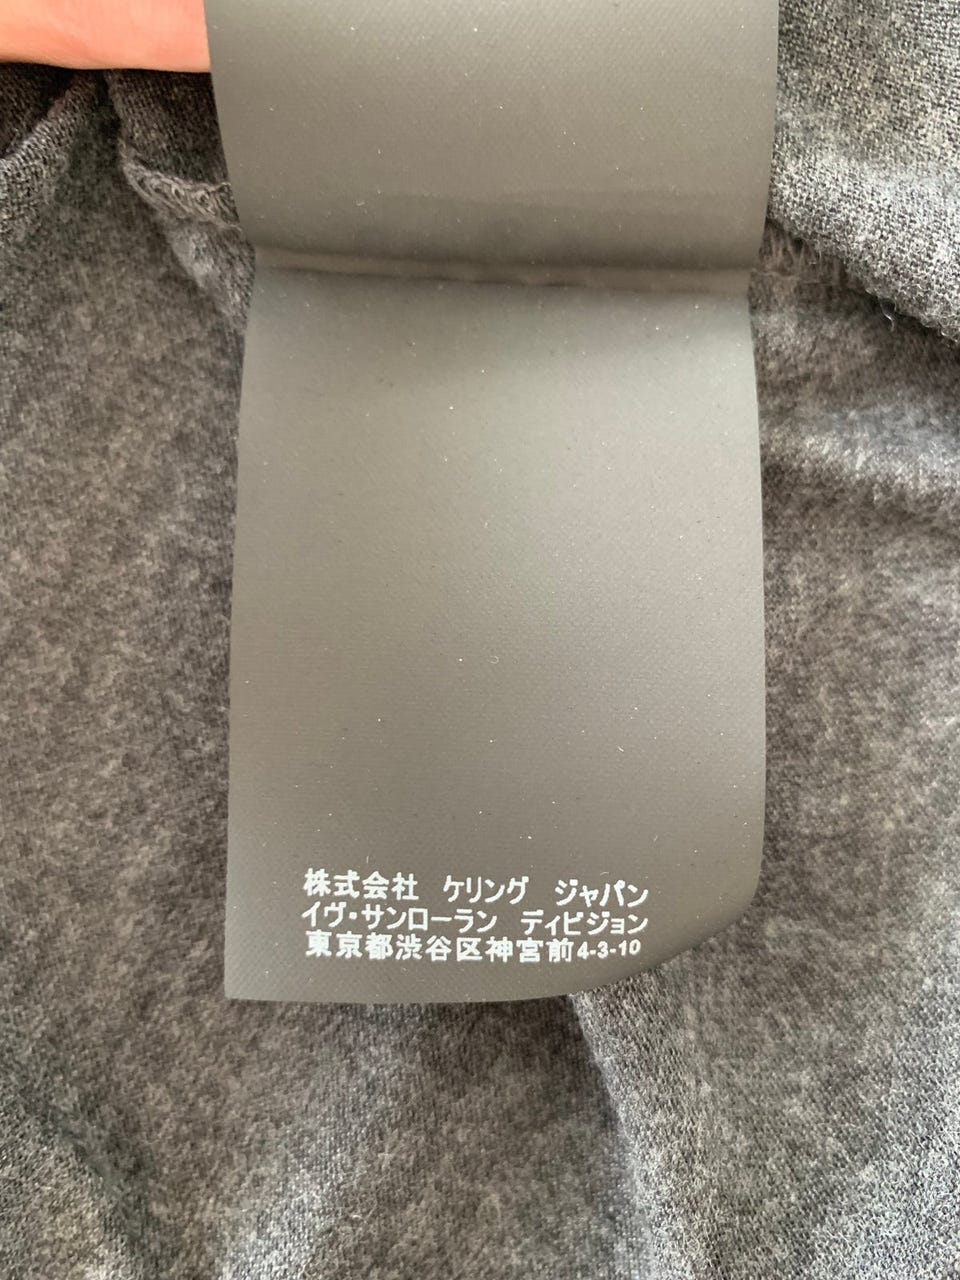 株式会社　ケリング　ジャパン
イヴ・サンローラン　ディビジョン
東京都渋谷区神宮前4-3-10